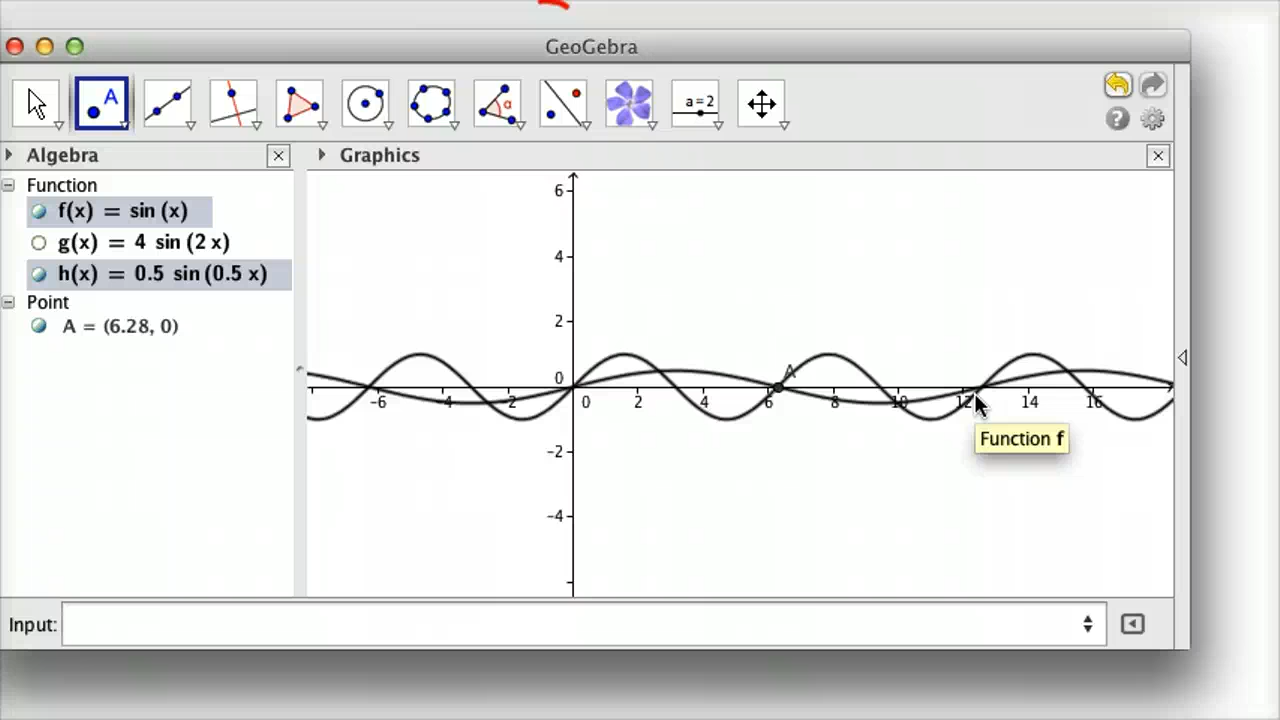 GeoGebra
A
α
a=2
?
Algebra
Graphics
Function
f(x) = sin (x)
g(x) = 4 sin (2 x)
h(x) = 0.5 sin (0.5 x)
Point
A = (6.28, 0)
6
4
2
0
-2
-4
-6 -4 -2 0 2 4 6 8 10 12 14 16
A
Function f
Input: